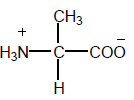 CH₃
+
H₃N C COO⁻
H